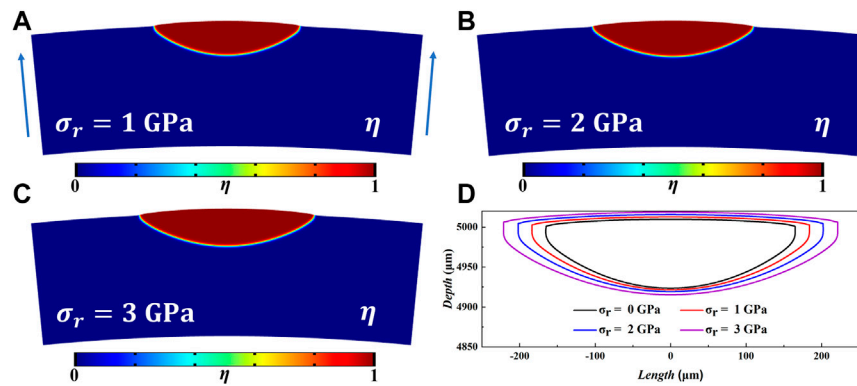 A
σr = 1 GPa
η
0
η
1
B
σr = 2 GPa
η
0
η
1
C
σr = 3 GPa
η
0
η
1
D
Depth (μm)
5000
4950
4900
4850
σr = 0 GPa
σr = 1 GPa
σr = 2 GPa
σr = 3 GPa
-200
-100
0
100
200
Length (μm)